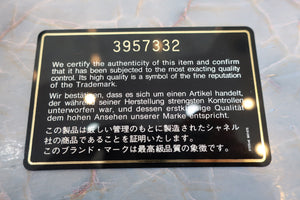 3957332
We certify the authenticity of this item and confirm
that it has been subjected to the most exacting quality
control. Its high quality is a symbol of the fine reputation
of the Trademark.
Wir bestätigen, dass es sich um einen Artikel handelt,
der während seiner Herstellung strengsten Kontrollen
unterworfen war, und dessen erstklassige Qualität
dem hohen Ansehen unserer Marke entspricht.
この製品は厳しい管理のもとに製造されたシャネル
社の商品であることを証明いたします。
このブランド・マークは最高級品質の象徴です。